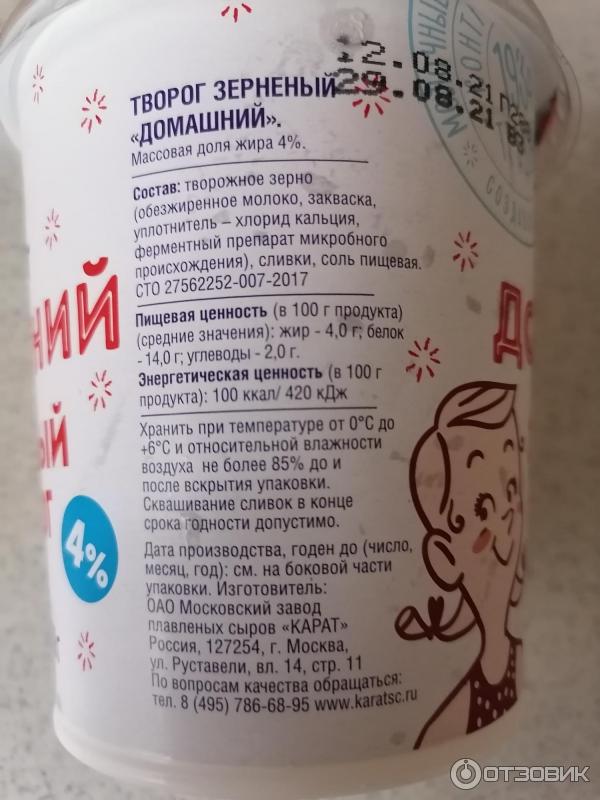 12.08.21
29.08.21
ТВОРОГ ЗЕРНЕНЫЙ
«ДОМАШНИЙ».
Массовая доля жира 4%.
Состав: творожное зерно
(обезжиренное молоко, закваска,
уплотнитель – хлорид кальция,
ферментный препарат микробного
происхождения), сливки, соль пищевая.
СТО 27562252-007-2017
Пищевая ценность (в 100 г продукта)
(средние значения): жир - 4,0 г; белок
- 14,0 г; углеводы - 2,0 г.
Энергетическая ценность (в 100 г
продукта): 100 ккал/ 420 кДж
Хранить при температуре от 0°С до
+6°С и относительной влажности
воздуха не более 85% до и
после вскрытия упаковки.
Сквашивание сливок в конце
срока годности допустимо.
Дата производства, годен до (число,
месяц, год): см. на боковой части
упаковки. Изготовитель:
ОАО Московский завод
плавленых сыров «КАРАТ»
Россия, 127254, г. Москва,
ул. Руставели, вл. 14, стр. 11
По вопросам качества обращаться:
тел. 8 (495) 786-68-95 www.karatsc.ru
НИЙ
ЫЙ
ОГ
4%
ДО
ОТЗОВИК